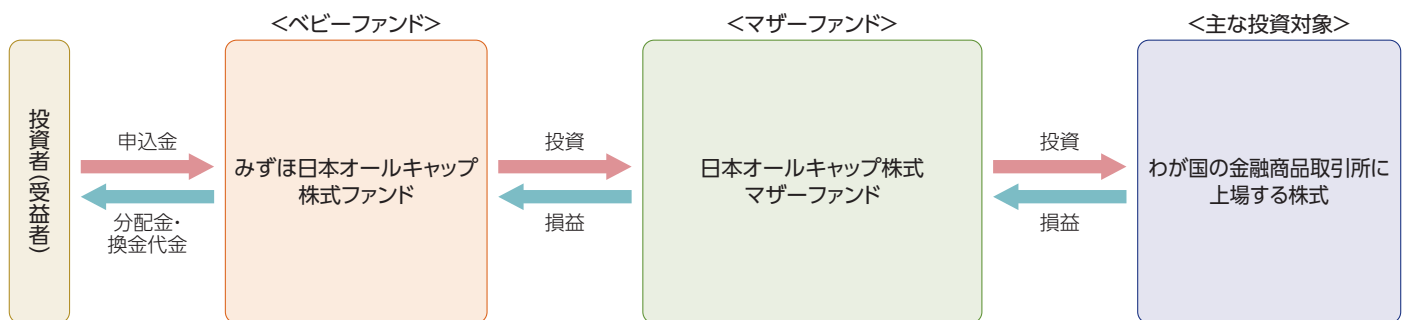 <ベビーファンド>
<マザーファンド>
<主な投資対象>
投資者(受益者)
申込金
分配金・
換金代金
みずほ日本オールキャップ
株式ファンド
投資
損益
日本オールキャップ株式
マザーファンド
投資
損益
わが国の金融商品取引所に
上場する株式